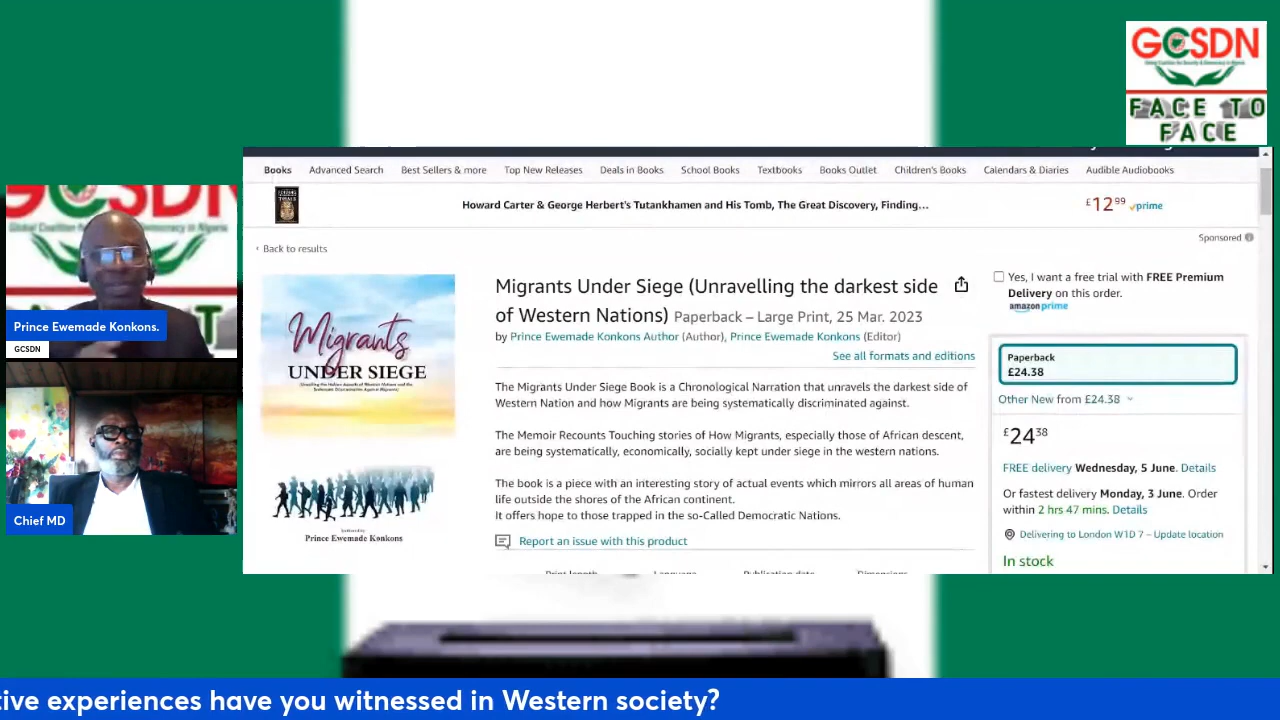 GCSDN
FACE TO
FACE
Books
Advanced Search
Best Sellers & more
Top New Releases
Deals in Books
School Books
Textbooks
Books Outlet
Children's Books
Calendars & Diaries
Audible Audiobooks
Howard Carter & George Herbert's Tutankhamen and His Tomb, The Great Discovery, Finding...
£12⁹⁹ prime
Sponsored
‹ Back to results
Migrants
UNDER SIEGE
Prince Ewemade Konkons
Migrants Under Siege (Unravelling the darkest side
of Western Nations) Paperback – Large Print, 25 Mar. 2023
by Prince Ewemade Konkons Author (Author), Prince Ewemade Konkons (Editor)
See all formats and editions
The Migrants Under Siege Book is a Chronological Narration that unravels the darkest side of
Western Nation and how Migrants are being systematically discriminated against.
The Memoir Recounts Touching stories of How Migrants, especially those of African descent,
are being systematically, economically, socially kept under siege in the western nations.
The book is a piece with an interesting story of actual events which mirrors all areas of human
life outside the shores of the African continent.
It offers hope to those trapped in the so-Called Democratic Nations.
Report an issue with this product
Yes, I want a free trial with FREE Premium
Delivery on this order.
amazon prime
Paperback
£24.38
Other New from £24.38
£24³⁸
FREE delivery Wednesday, 5 June. Details
Or fastest delivery Monday, 3 June. Order
within 2 hrs 47 mins. Details
Delivering to London W1D 7 – Update location
In stock
GCSDN
Prince Ewemade Konkons.
GCSDN
Chief MD
tive experiences have you witnessed in Western society?